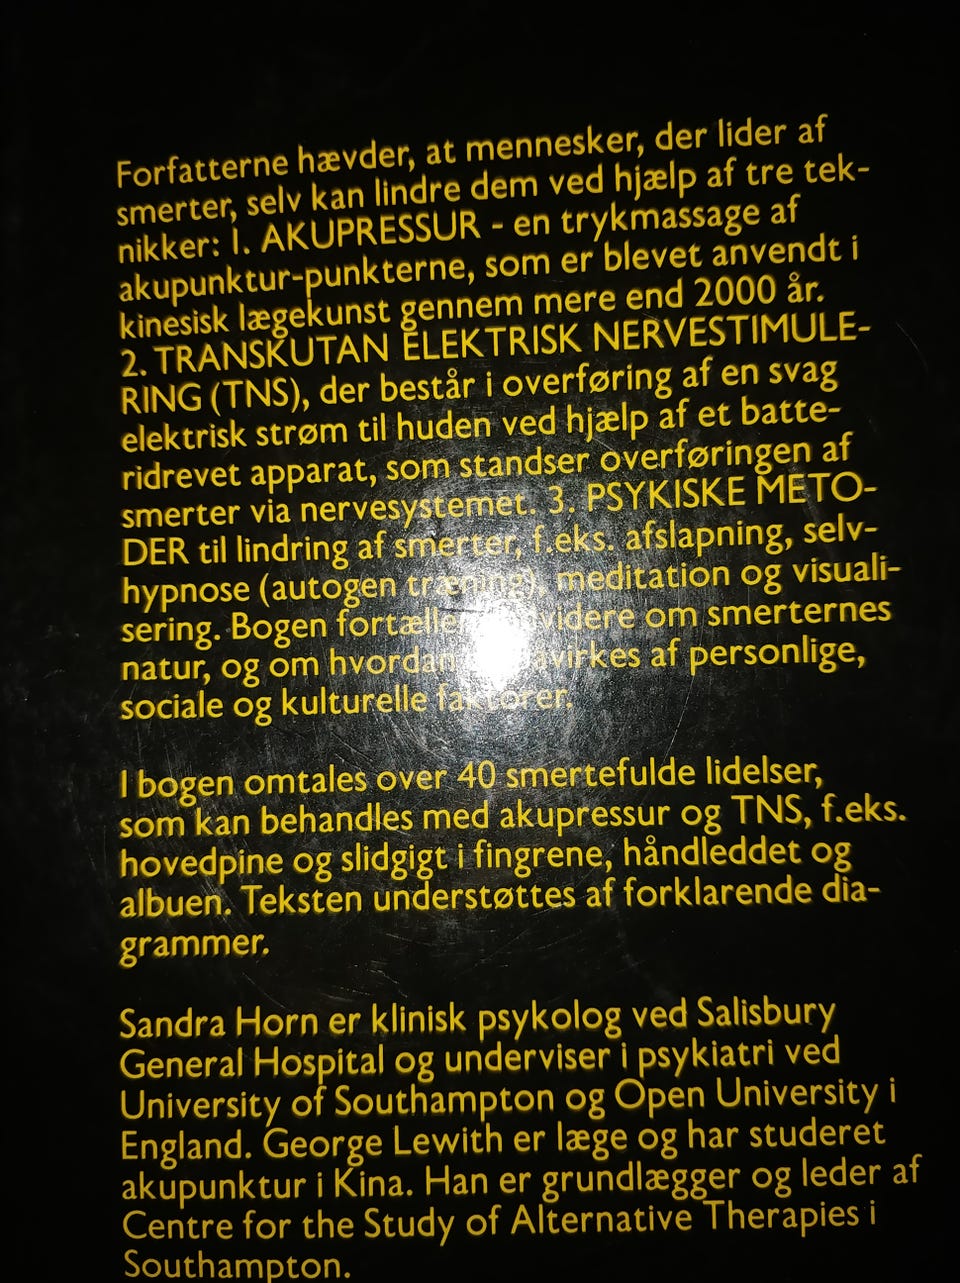 Forfatterne hævder, at mennesker, der lider af
smerter, selv kan lindre dem ved hjælp af tre tek-
nikker: 1. AKUPRESSUR - en trykmassage af
akupunktur-punkterne, som er blevet anvendt i
kinesisk lægekunst gennem mere end 2000 år.
2. TRANSKUTAN ELEKTRISK NERVESTIMULE-
RING (TNS), der består i overføring af en svag
elektrisk strøm til huden ved hjælp af et batte-
ridrevet apparat, som standser overføringen af
smerter via nervesystemet. 3. PSYKISKE METO-
DER til lindring af smerter, f.eks. afslapning, selv-
hypnose (autogen træning), meditation og visuali-
sering. Bogen fortæller om smerternes
natur, og om hvordan af personlige,
sociale og kulturelle faktorer.
I bogen omtales over 40 smertefulde lidelser,
som kan behandles med akupressur og TNS, f.eks.
hovedpine og slidgigt i fingrene, håndleddet og
albuen. Teksten understøttes af forklarende dia-
grammer.
Sandra Horn er klinisk psykolog ved Salisbury
General Hospital og underviser i psykiatri ved
University of Southampton og Open University i
England. George Lewith er læge og har studeret
akupunktur i Kina. Han er grundlægger og leder af
Centre for the Study of Alternative Therapies i
Southampton.